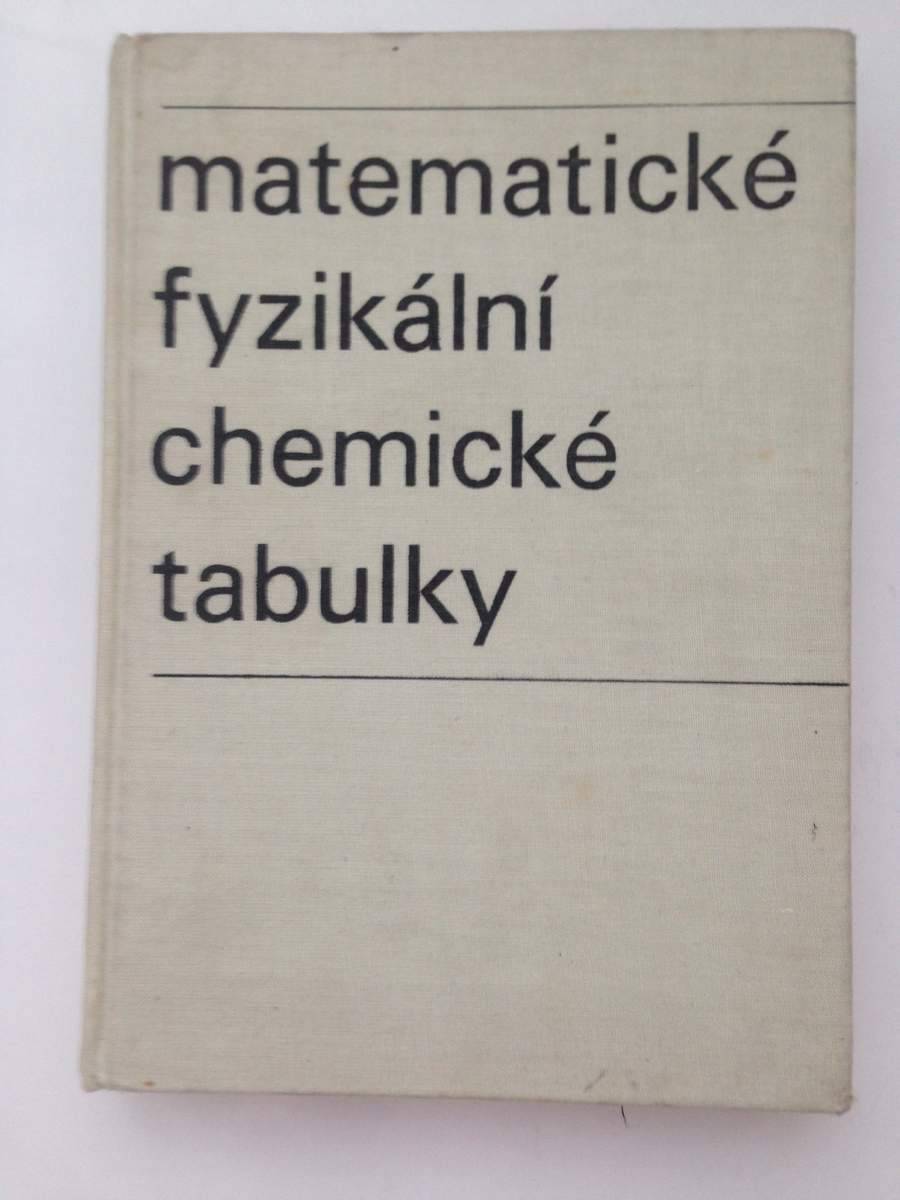 matematické
fyzikální
chemické
tabulky